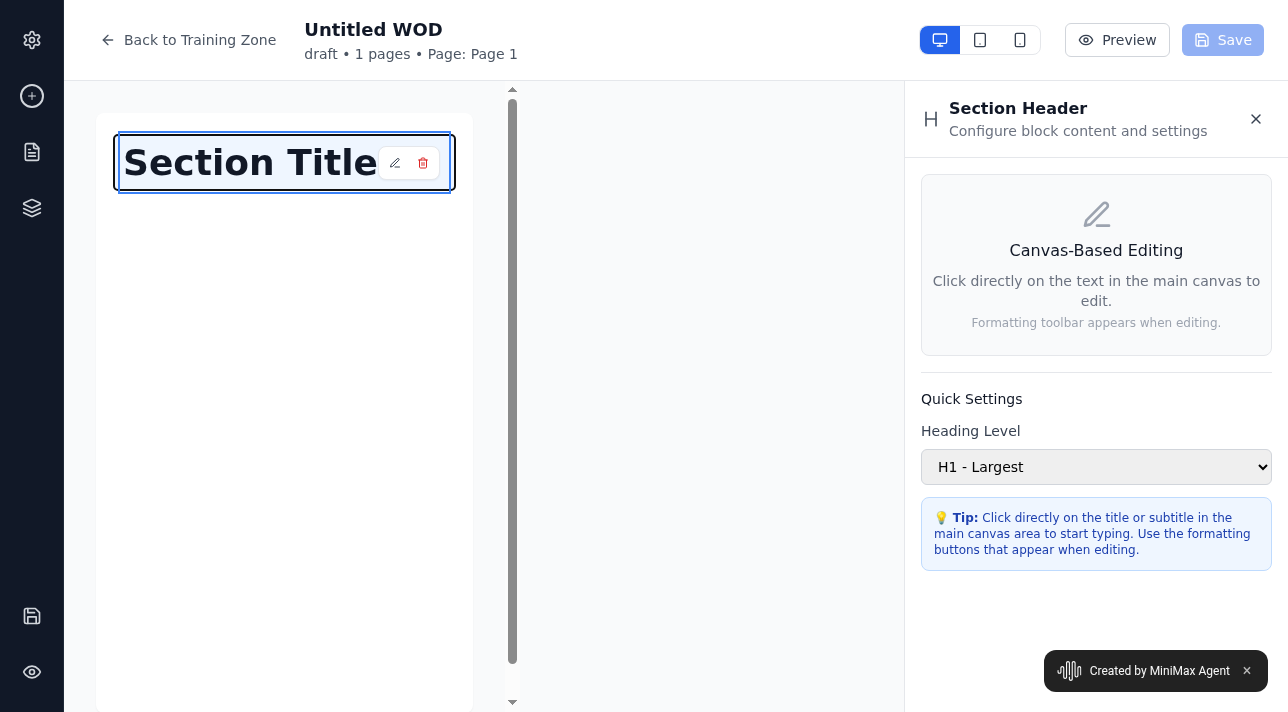 Back to Training Zone
Untitled WOD
draft • 1 pages • Page: Page 1
Preview
Save
Section Title
Section Header
Configure block content and settings
Canvas-Based Editing
Click directly on the text in the main canvas to
edit.
Formatting toolbar appears when editing.
Quick Settings
Heading Level
H1 - Largest
💡 Tip: Click directly on the title or subtitle in the
main canvas area to start typing. Use the formatting
buttons that appear when editing.
Created by MiniMax Agent